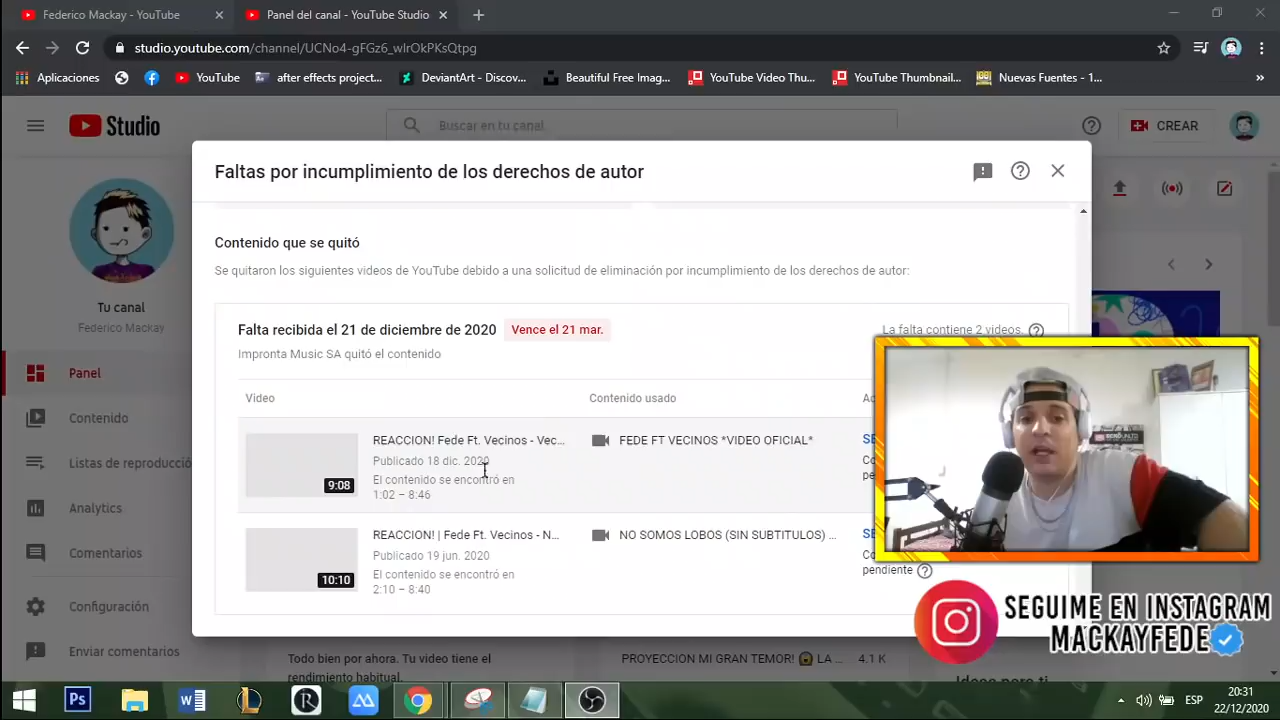 Federico Mackay - YouTube
Panel del canal - YouTube Studio
studio.youtube.com/channel/UCNo4-gFGz6_wlrOkPKsQtpg
Aplicaciones
YouTube
after effects project...
DeviantArt - Discov...
Beautiful Free Imag...
YouTube Video Thu...
YouTube Thumbnail...
Nuevas Fuentes - 1...
»
Studio
Buscar en tu canal
CREAR
Faltas por incumplimiento de los derechos de autor
Contenido que se quitó
Se quitaron los siguientes videos de YouTube debido a una solicitud de eliminación por incumplimiento de los derechos de autor:
Tu canal
Federico Mackay
Falta recibida el 21 de diciembre de 2020
Vence el 21 mar.
La falta contiene 2 videos.
Impronta Music SA quitó el contenido
Panel
Contenido
Listas de reproducció
Analytics
Comentarios
Configuración
Enviar comentarios
Video
Contenido usado
REACCIÓN! Fede Ft. Vecinos - Vec...
Publicado 18 dic. 2020
El contenido se encontró en
1:02 – 8:46
9:08
FEDE FT VECINOS *VIDEO OFICIAL*
REACCION! | Fede Ft. Vecinos - N...
Publicado 19 jun. 2020
El contenido se encontró en
2:10 – 8:40
10:10
NO SOMOS LOBOS (SIN SUBTITULOS) ...
pendiente
SEGUIME EN INSTAGRAM
MACKAYFEDE
Todo bien por ahora. Tu video tiene el
rendimiento habitual.
PROYECCION MI GRAN TEMOR! 😱 LA ...
4.1 K
Ps
ESP
20:31
22/12/2020